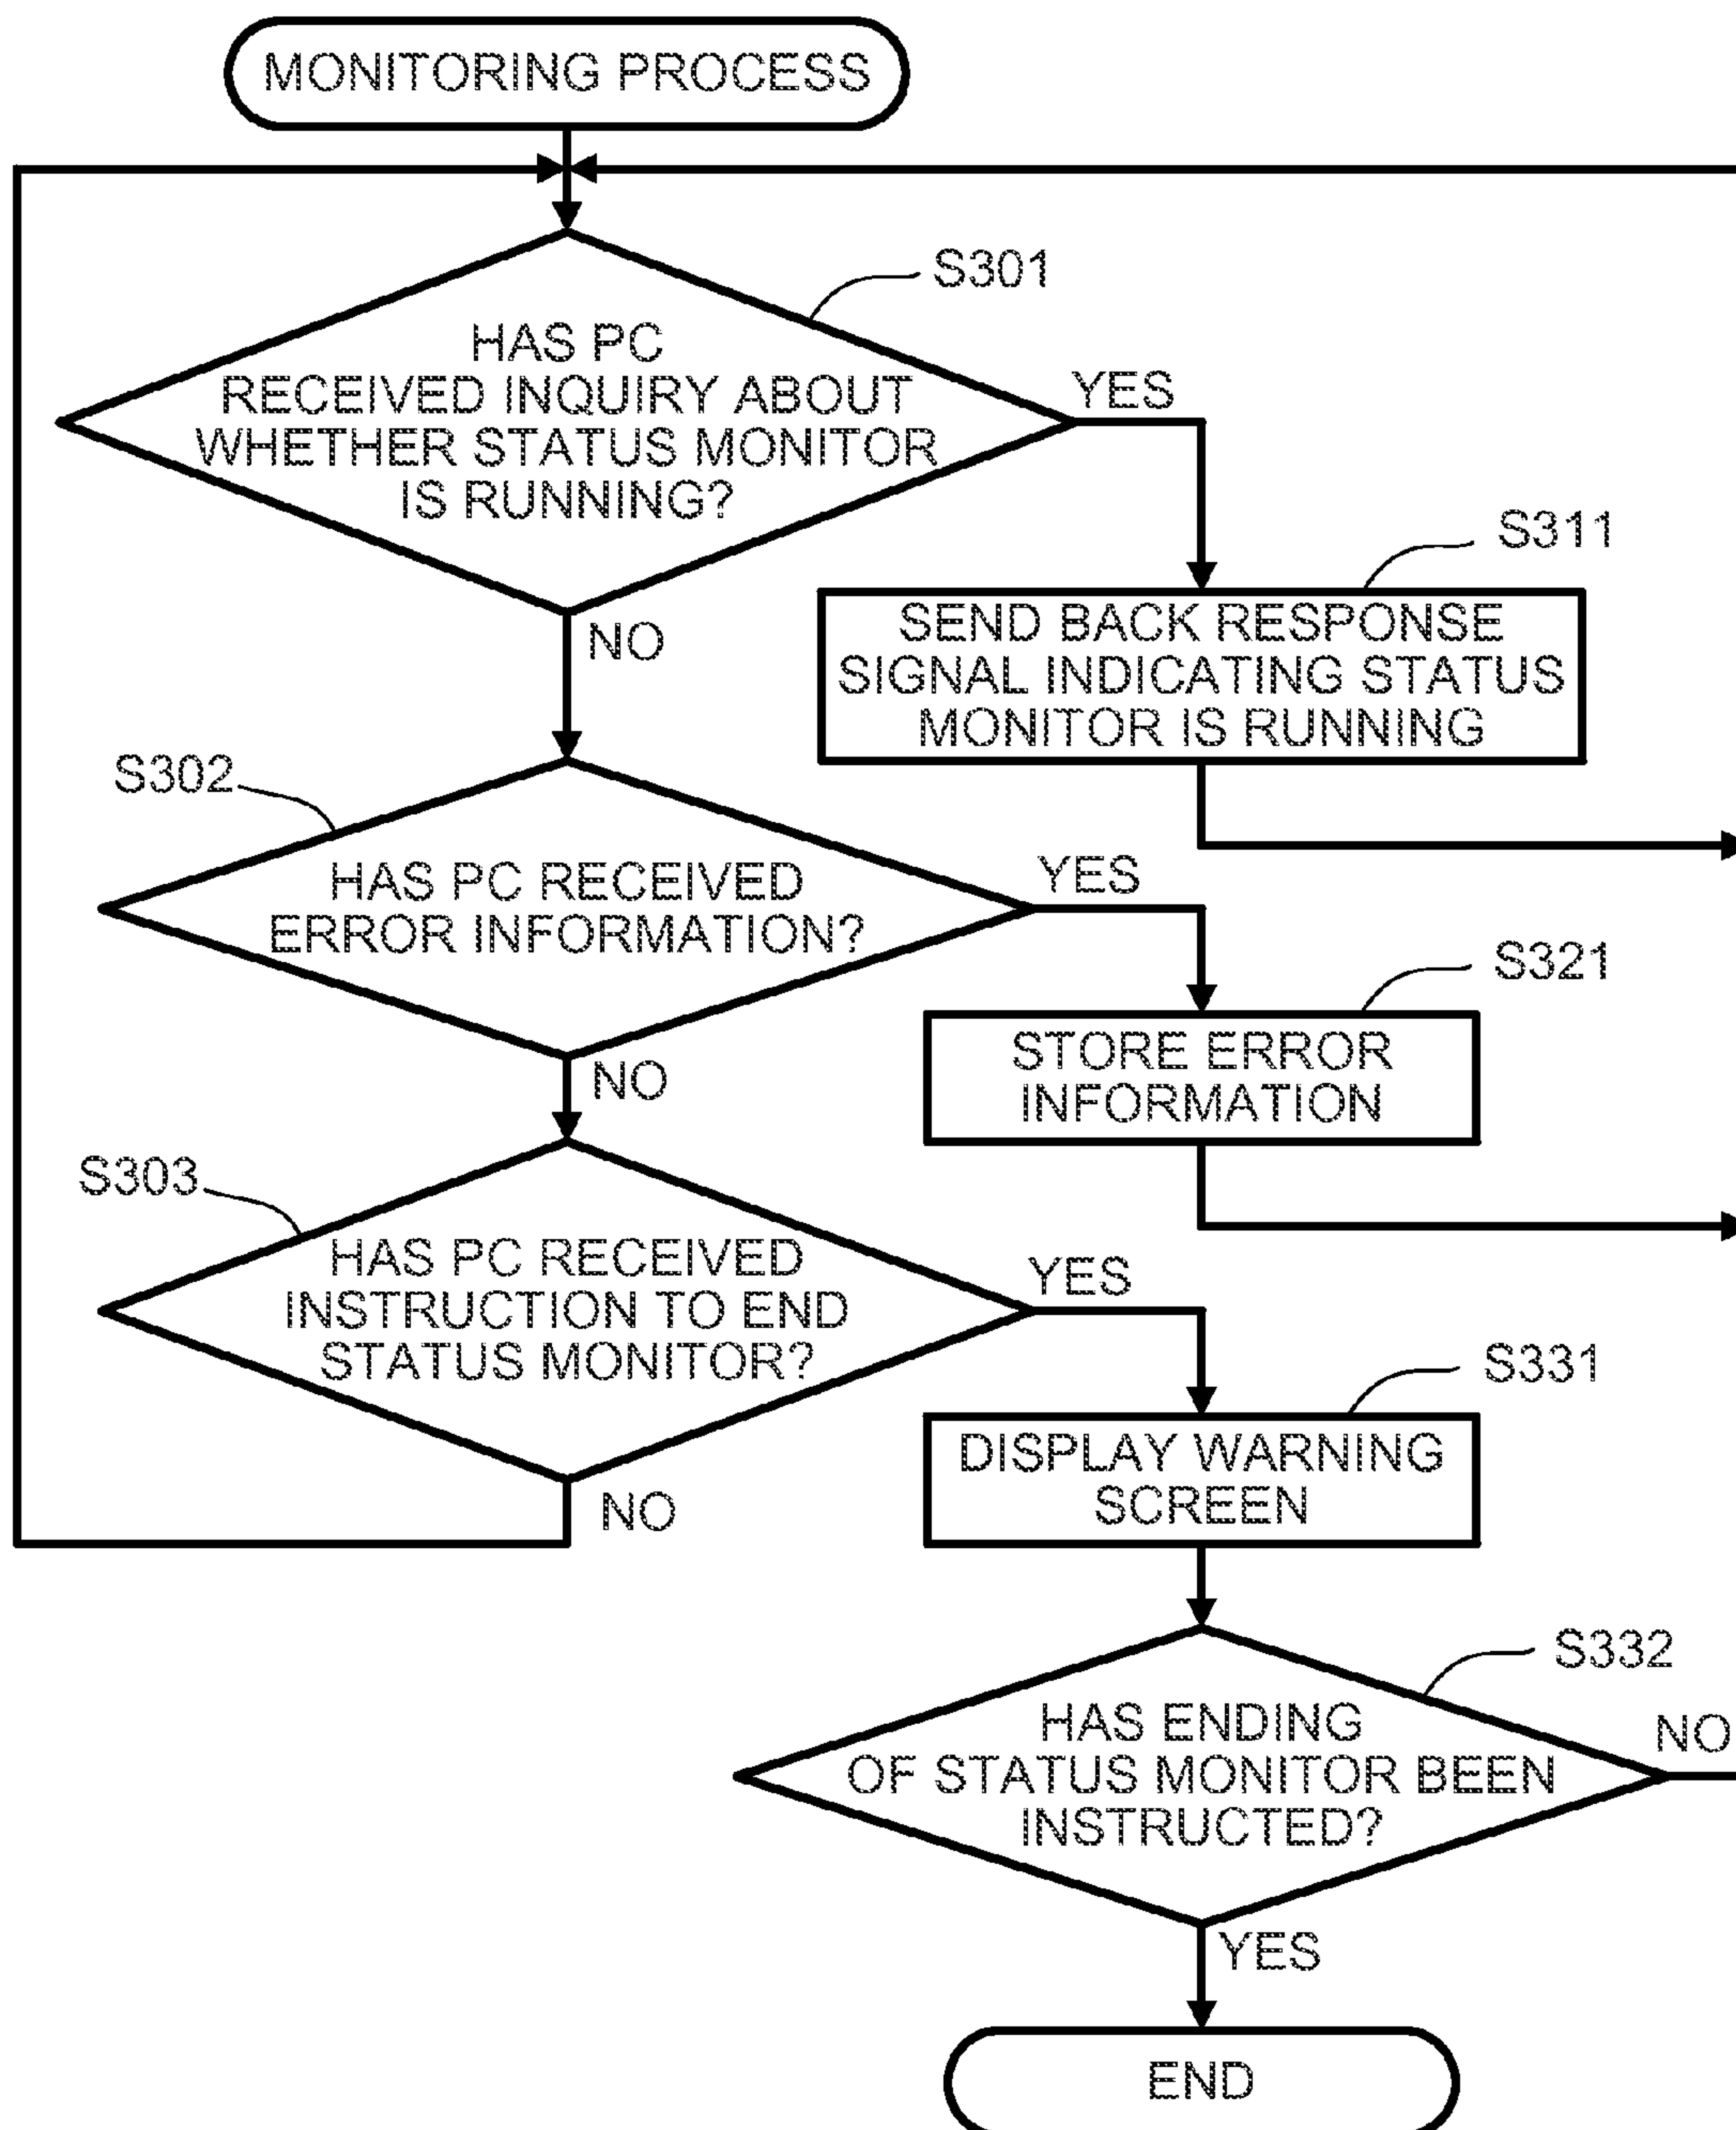 MONITORING PROCESS
S301
HAS PC
RECEIVED INQUIRY ABOUT
WHETHER STATUS MONITOR
IS RUNNING?
YES
NO
S311
SEND BACK RESPONSE
SIGNAL INDICATING STATUS
MONITOR IS RUNNING
S302
HAS PC RECEIVED
ERROR INFORMATION?
YES
NO
S321
STORE ERROR
INFORMATION
S303
HAS PC RECEIVED
INSTRUCTION TO END
STATUS MONITOR?
YES
NO
S331
DISPLAY WARNING
SCREEN
S332
HAS ENDING
OF STATUS MONITOR BEEN
INSTRUCTED?
NO
YES
END